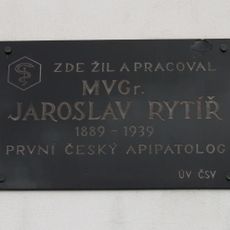 ZDE ŽIL A PRACOVAL
MVGr.
JAROSLAV RYTÍŘ
1889 - 1939
PRVNÍ ČESKÝ APIPATOLOG
ÚV ČSV